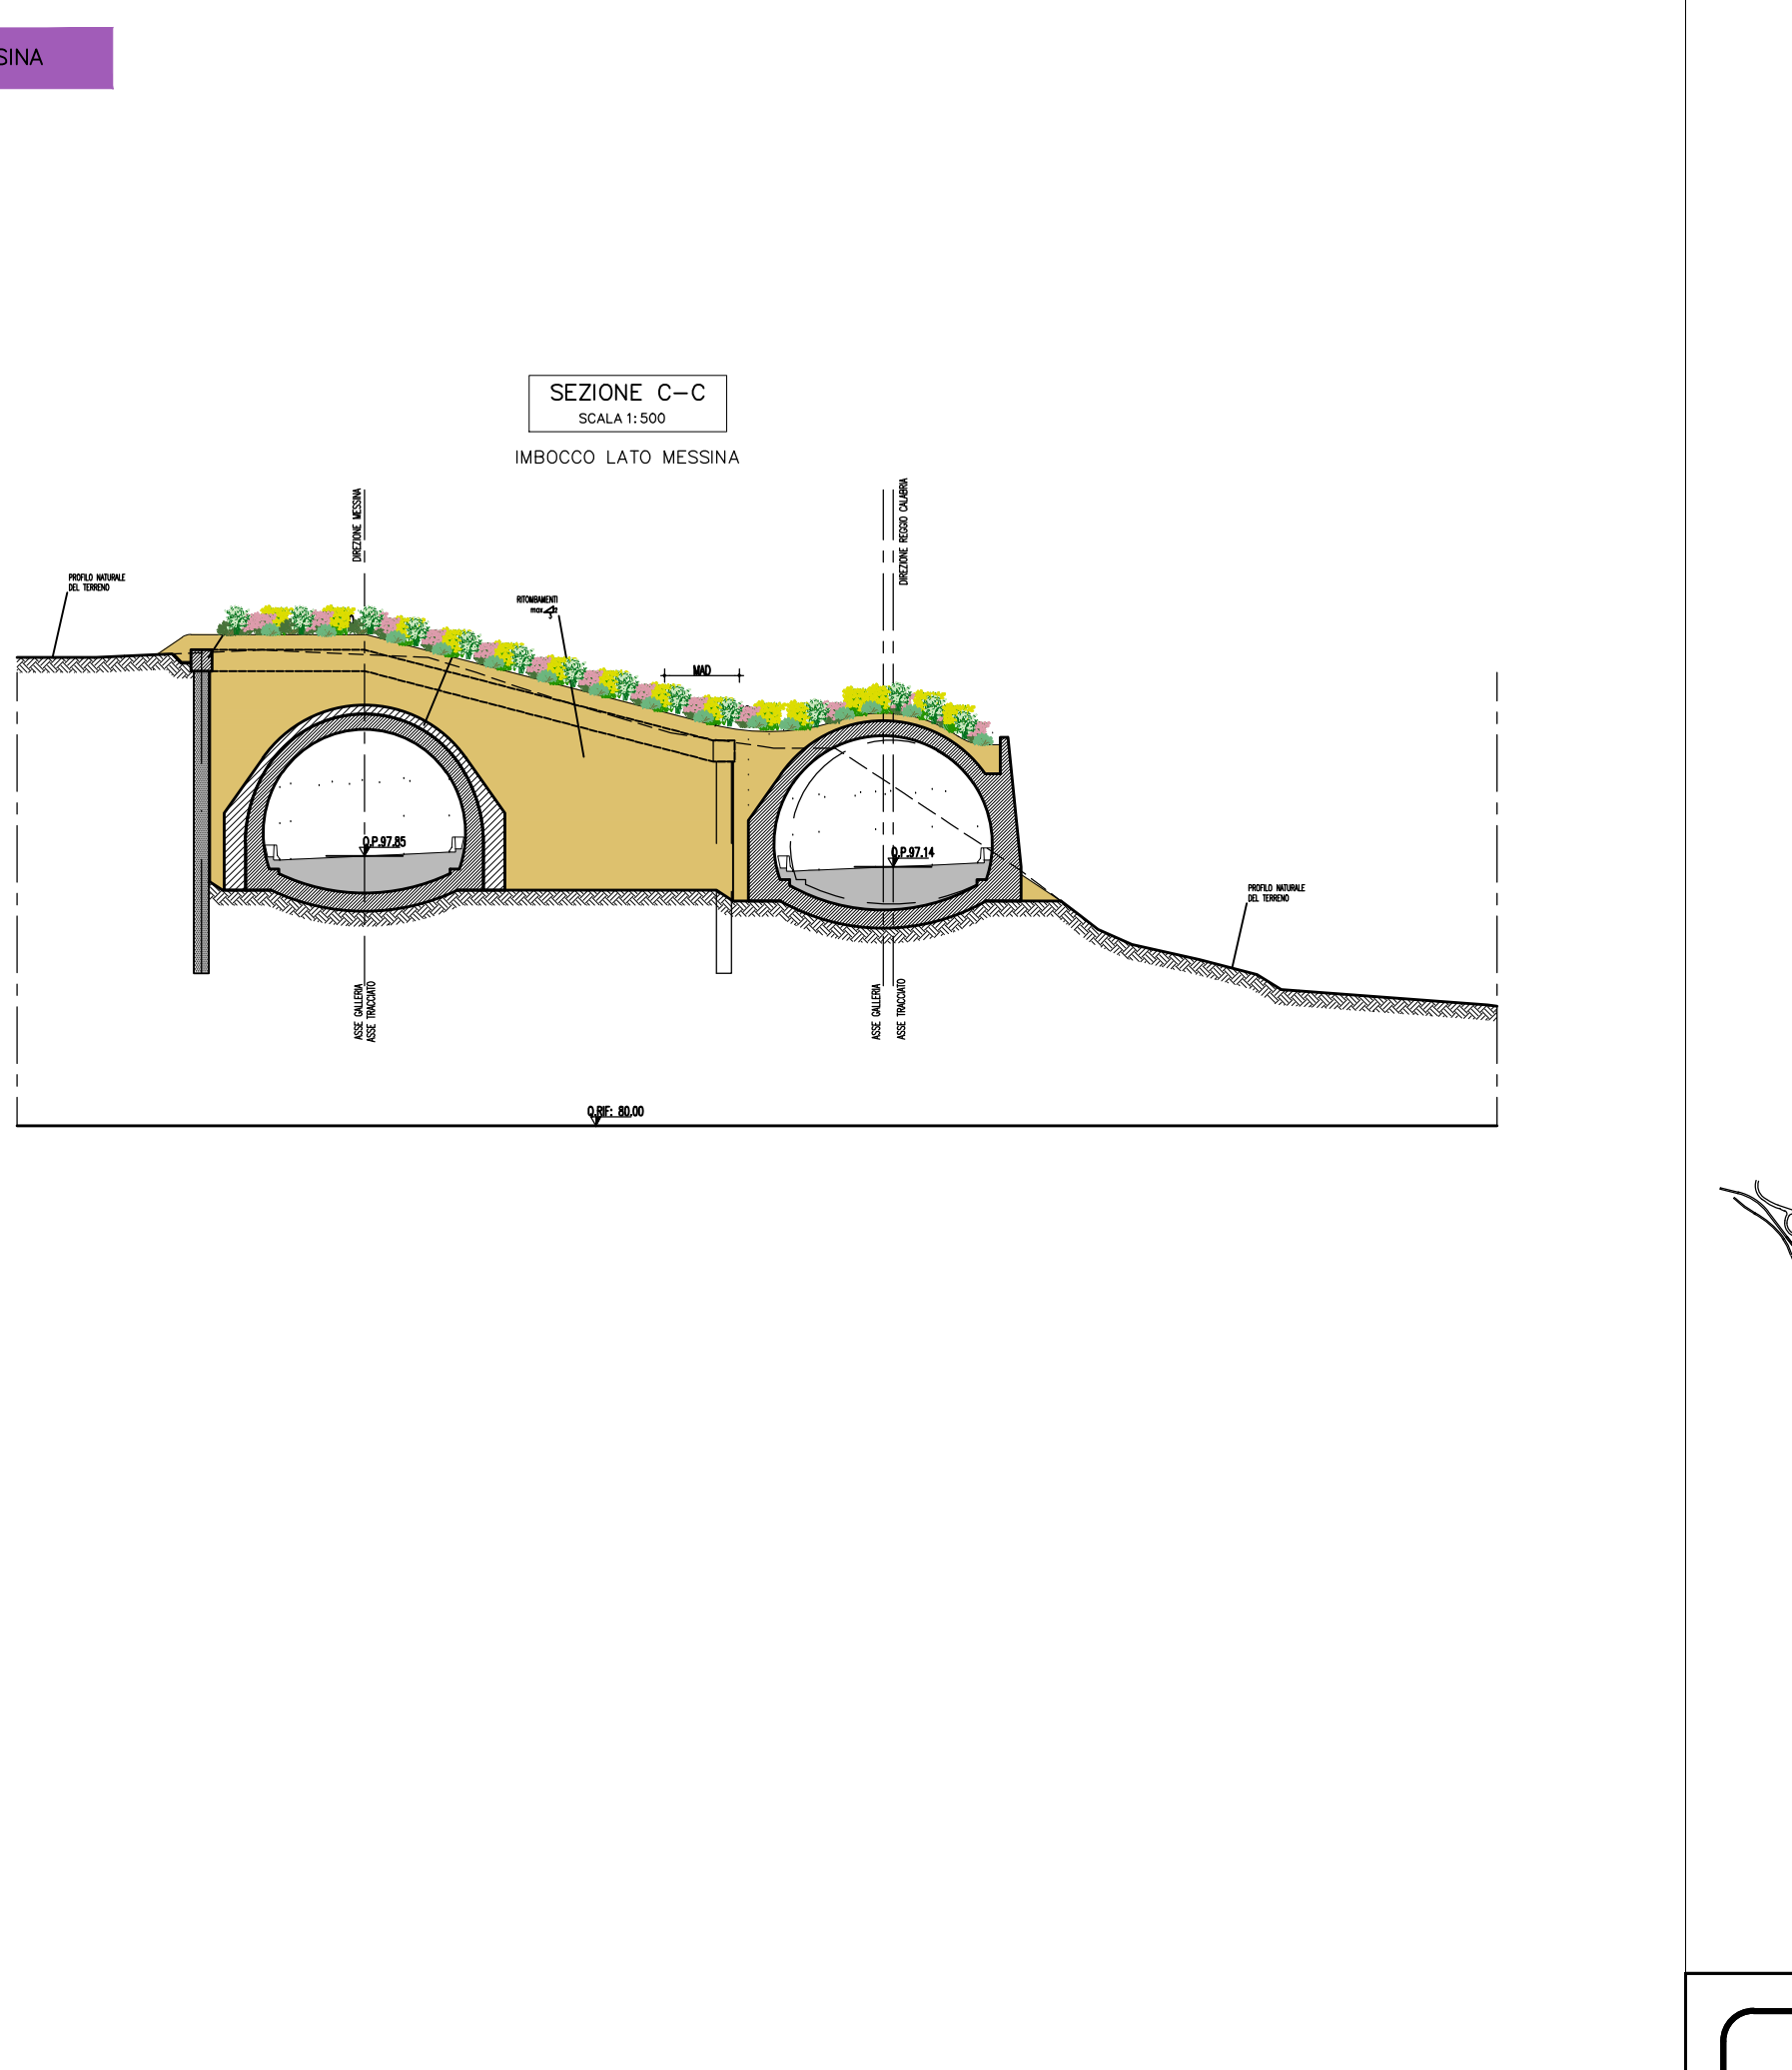 SINA
SEZIONE C-C
SCALA 1:500
IMBOCCO LATO MESSINA
DIREZIONE MESSINA
DIREZIONE REGGIO CALABRIA
PROFILO NATURALE
DEL TERRENO
RITOMBAMENTI
max
MAD
Q.P.97.85
Q.P.97.14
PROFILO NATURALE
DEL TERRENO
ASSE GALLERIA
ASSE TRACCIATO
ASSE GALLERIA
ASSE TRACCIATO
Q.RIF: 80.00